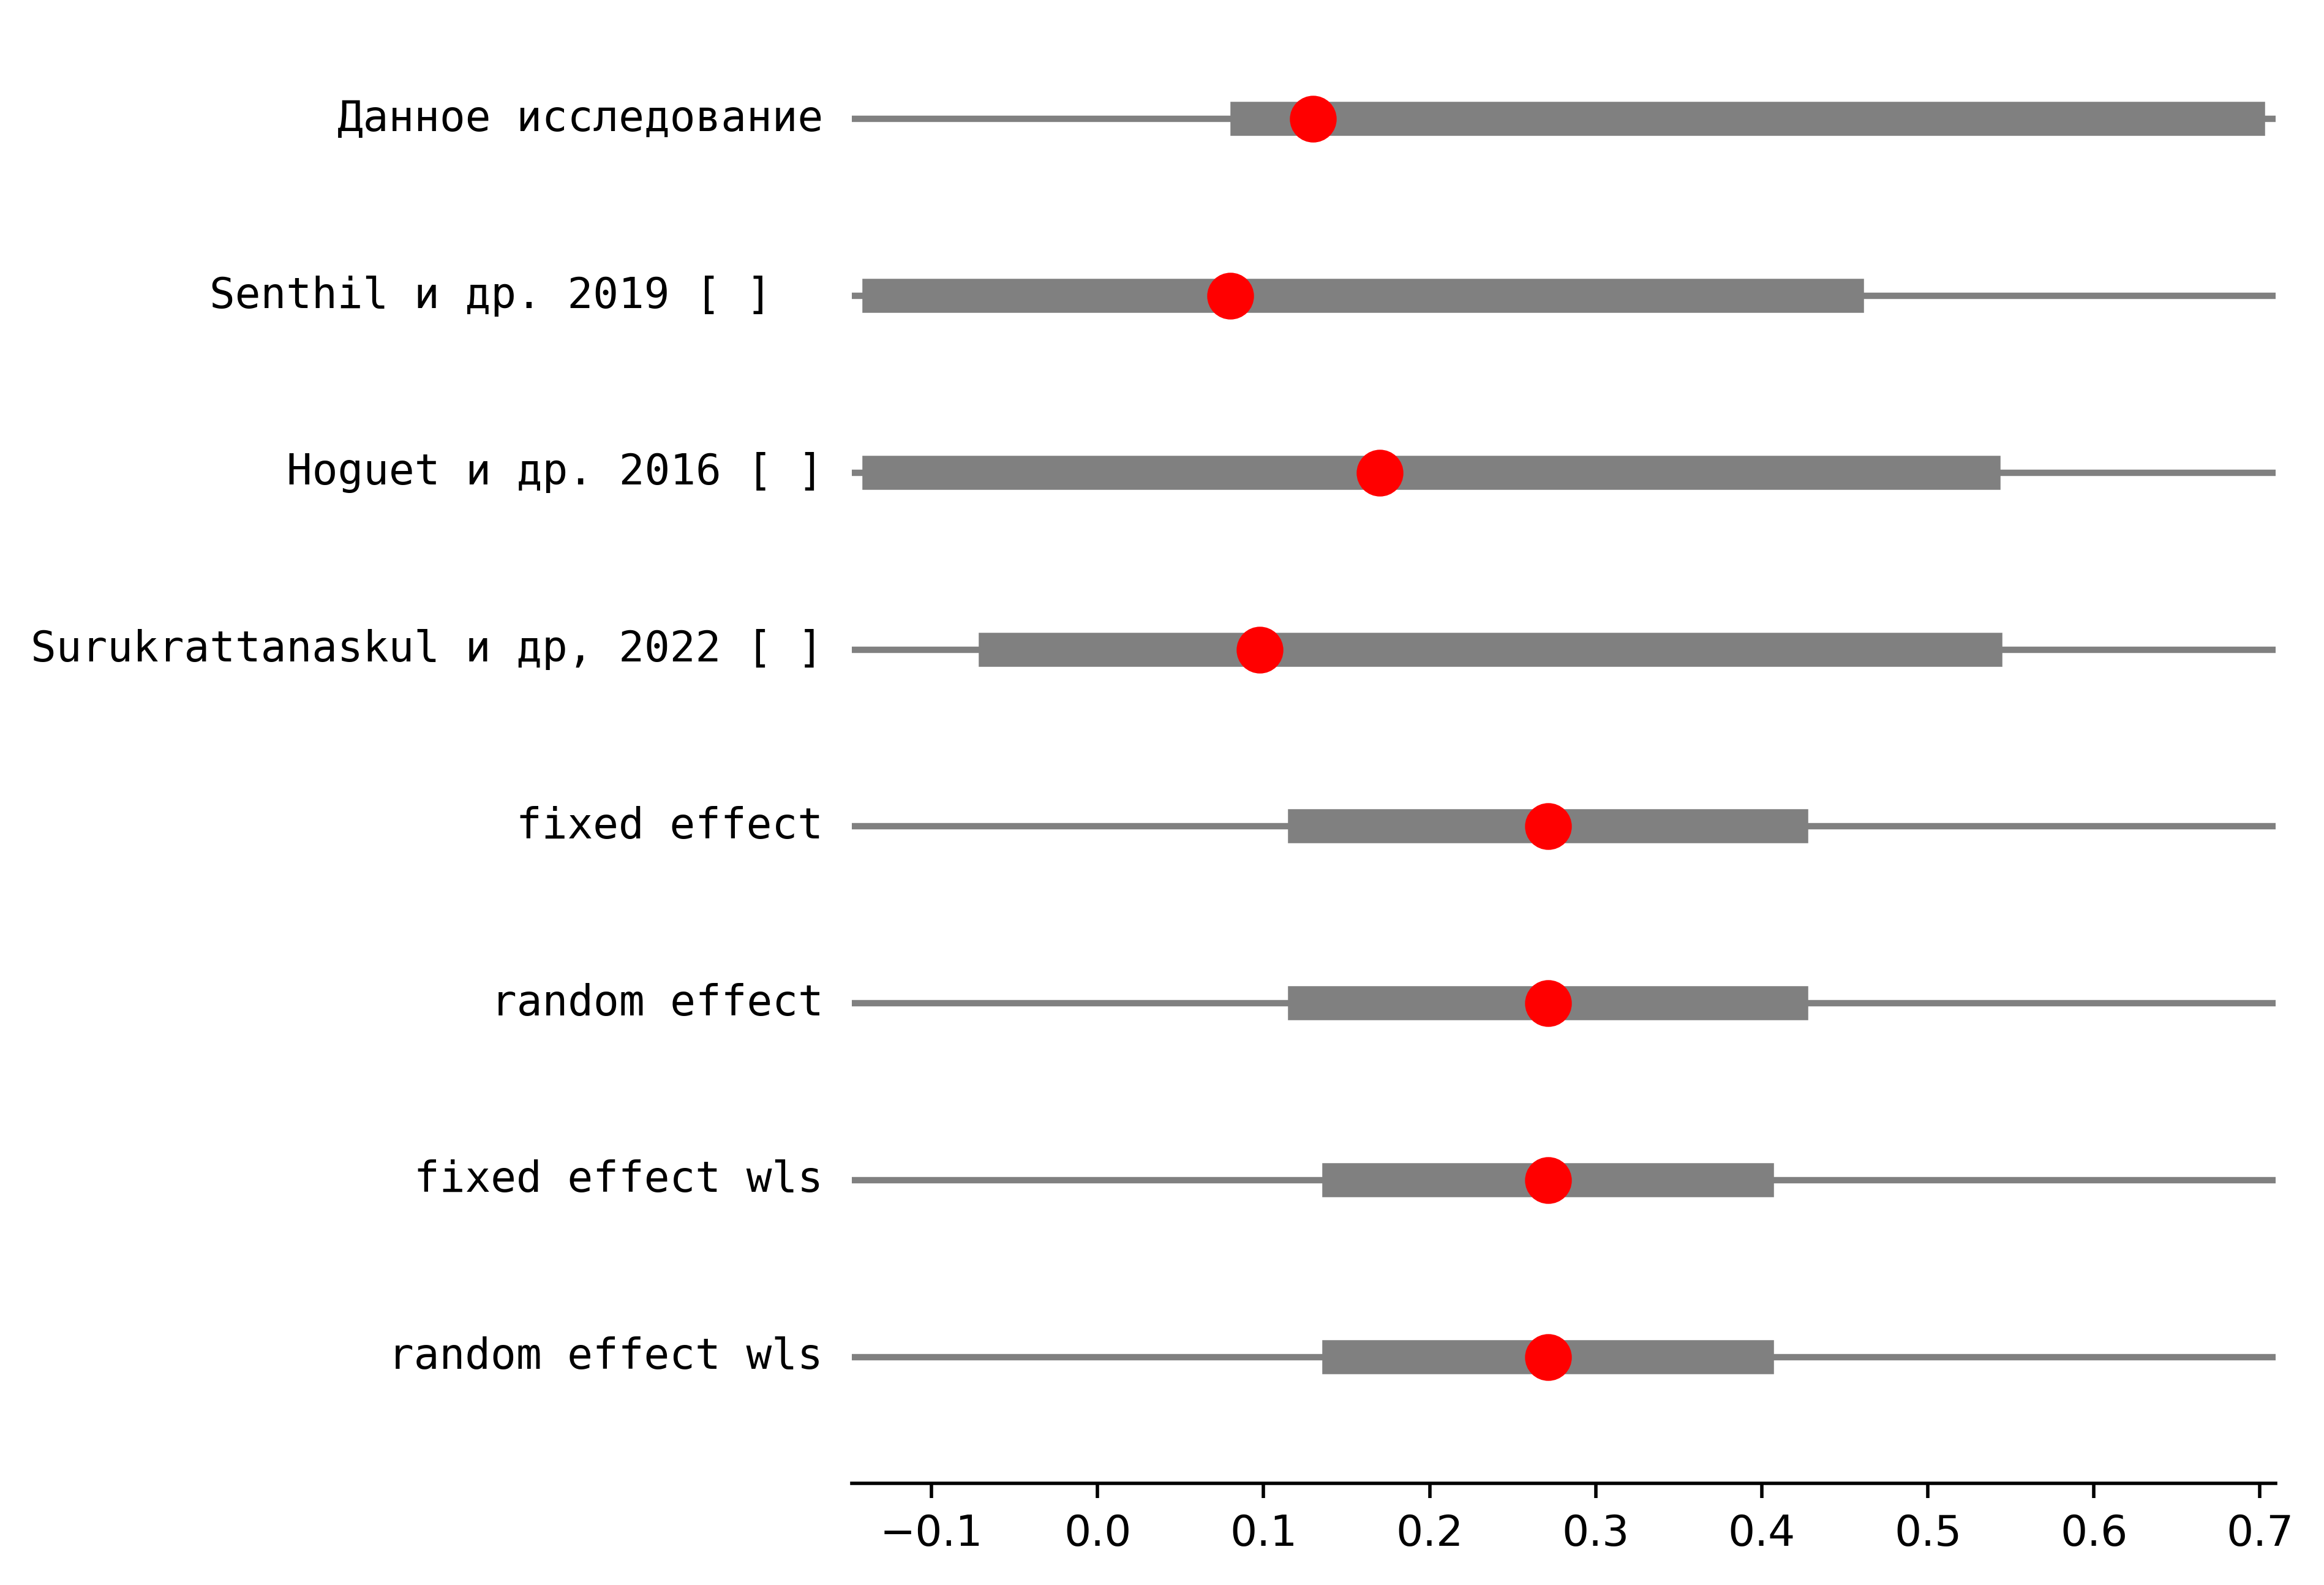 Данное исследование
Senthil и др. 2019 [ ]
Hoguet и др. 2016 [ ]
Surukrattanaskul и др, 2022 [ ]
fixed effect
random effect
fixed effect wls
random effect wls
−0.1 0.0 0.1 0.2 0.3 0.4 0.5 0.6 0.7